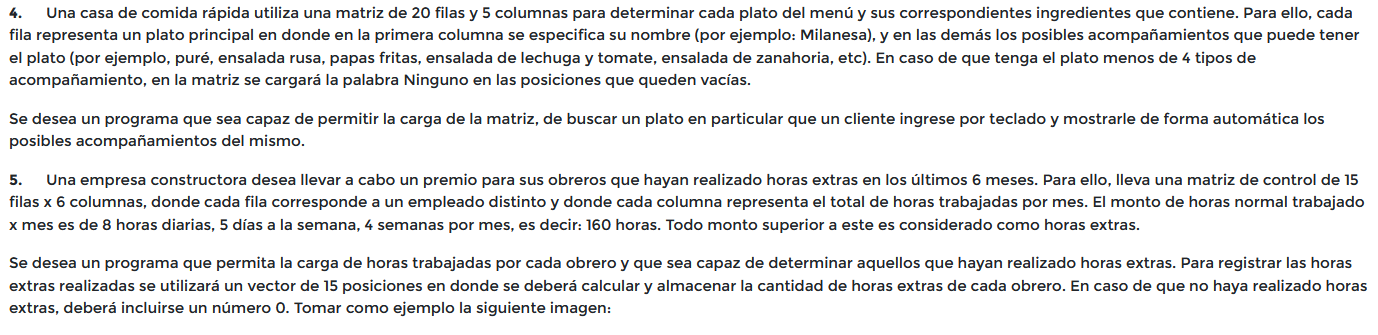 4. Una casa de comida rápida utiliza una matriz de 20 filas y 5 columnas para determinar cada plato del menú y sus correspondientes ingredientes que contiene. Para ello, cada
fila representa un plato principal en donde en la primera columna se especifica su nombre (por ejemplo: Milanesa), y en las demás los posibles acompañamientos que puede tener
el plato (por ejemplo, puré, ensalada rusa, papas fritas, ensalada de lechuga y tomate, ensalada de zanahoria, etc). En caso de que tenga el plato menos de 4 tipos de
acompañamiento, en la matriz se cargará la palabra Ninguno en las posiciones que queden vacías.
Se desea un programa que sea capaz de permitir la carga de la matriz, de buscar un plato en particular que un cliente ingrese por teclado y mostrarle de forma automática los
posibles acompañamientos del mismo.
5. Una empresa constructora desea llevar a cabo un premio para sus obreros que hayan realizado horas extras en los últimos 6 meses. Para ello, lleva una matriz de control de 15
filas x 6 columnas, donde cada fila corresponde a un empleado distinto y donde cada columna representa el total de horas trabajadas por mes. El monto de horas normal trabajado
x mes es de 8 horas diarias, 5 días a la semana, 4 semanas por mes, es decir: 160 horas. Todo monto superior a este es considerado como horas extras.
Se desea un programa que permita la carga de horas trabajadas por cada obrero y que sea capaz de determinar aquellos que hayan realizado horas extras. Para registrar las horas
extras realizadas se utilizará un vector de 15 posiciones en donde se deberá calcular y almacenar la cantidad de horas extras de cada obrero. En caso de que no haya realizado horas
extras, deberá incluirse un número 0. Tomar como ejemplo la siguiente imagen: